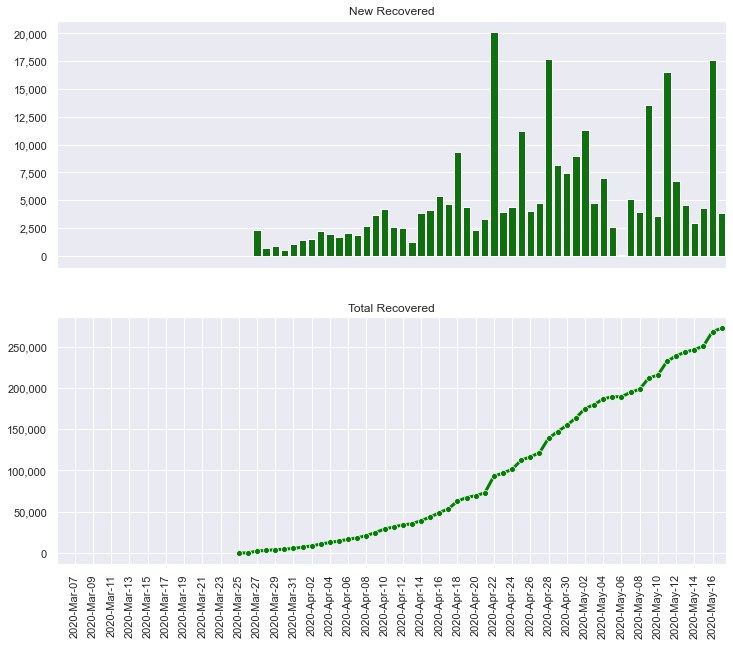 New Recovered
20,000
17,500
15,000
12,500
10,000
7,500
5,000
2,500
0
Total Recovered
250,000
200,000
150,000
100,000
50,000
0
2020-Mar-07
2020-Mar-09
2020-Mar-11
2020-Mar-13
2020-Mar-15
2020-Mar-17
2020-Mar-19
2020-Mar-21
2020-Mar-23
2020-Mar-25
2020-Mar-27
2020-Mar-29
2020-Mar-31
2020-Apr-02
2020-Apr-04
2020-Apr-06
2020-Apr-08
2020-Apr-10
2020-Apr-12
2020-Apr-14
2020-Apr-16
2020-Apr-18
2020-Apr-20
2020-Apr-22
2020-Apr-24
2020-Apr-26
2020-Apr-28
2020-Apr-30
2020-May-02
2020-May-04
2020-May-06
2020-May-08
2020-May-10
2020-May-12
2020-May-14
2020-May-16